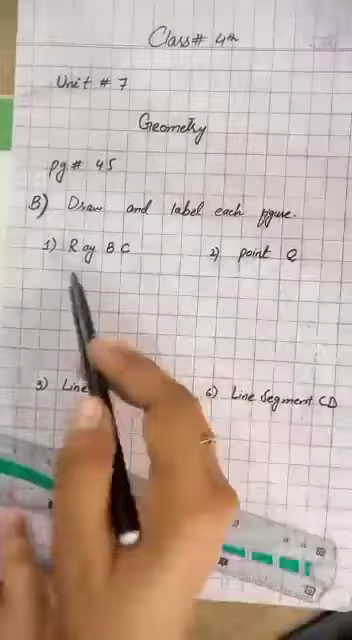 Class# 4th
Unit # 7
Geometry
pg# 45
B) Draw and label each figure.
1) Ray BC
2) point Q
3) Line
6) Line Segment CD